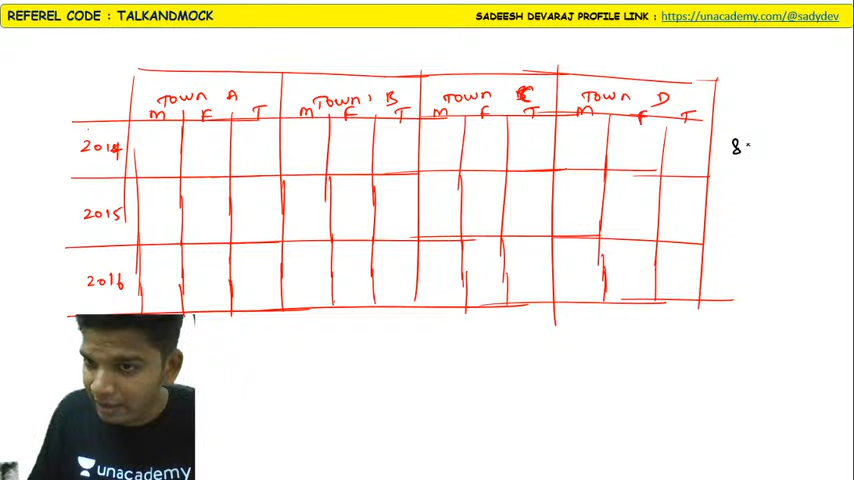 REFEREL CODE : TALKANDMOCK
SADEESH DEVARAJ PROFILE LINK : https://unacademy.com/@sadydev
Town A Town B Town C Town D
M F T M F T M F T M F T
2014
8
2015
2016
unacademy